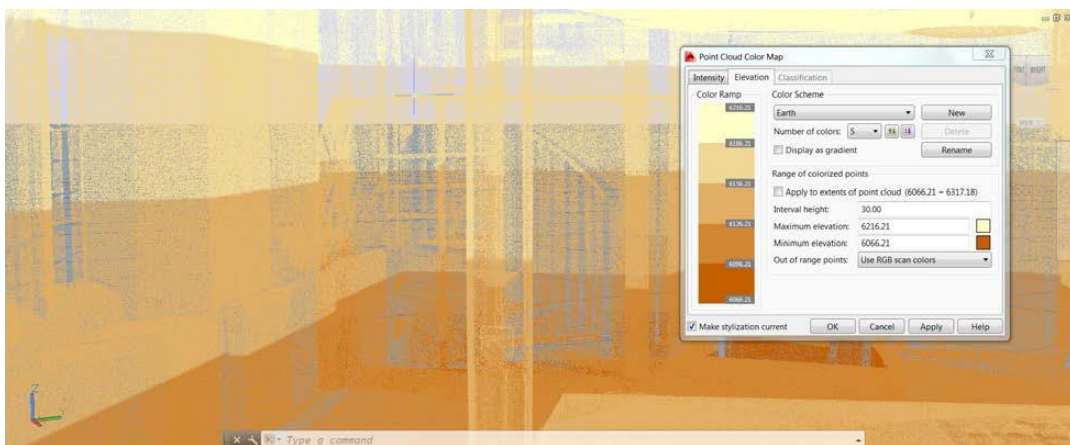 Point Cloud Color Map
Intensity Elevation Classification
Color Ramp
6216.21
6186.21
6156.21
6126.21
6096.21
6066.21
Color Scheme
Earth New
Number of colors: 5 Delete
Display as gradient Rename
Range of colorized points
Apply to extents of point cloud (6066.21 - 6317.18)
Interval height: 30.00
Maximum elevation: 6216.21
Minimum elevation: 6066.21
Out of range points: Use RGB scan colors
Make stylization current OK Cancel Apply Help
RIGHT
Z
Type a command